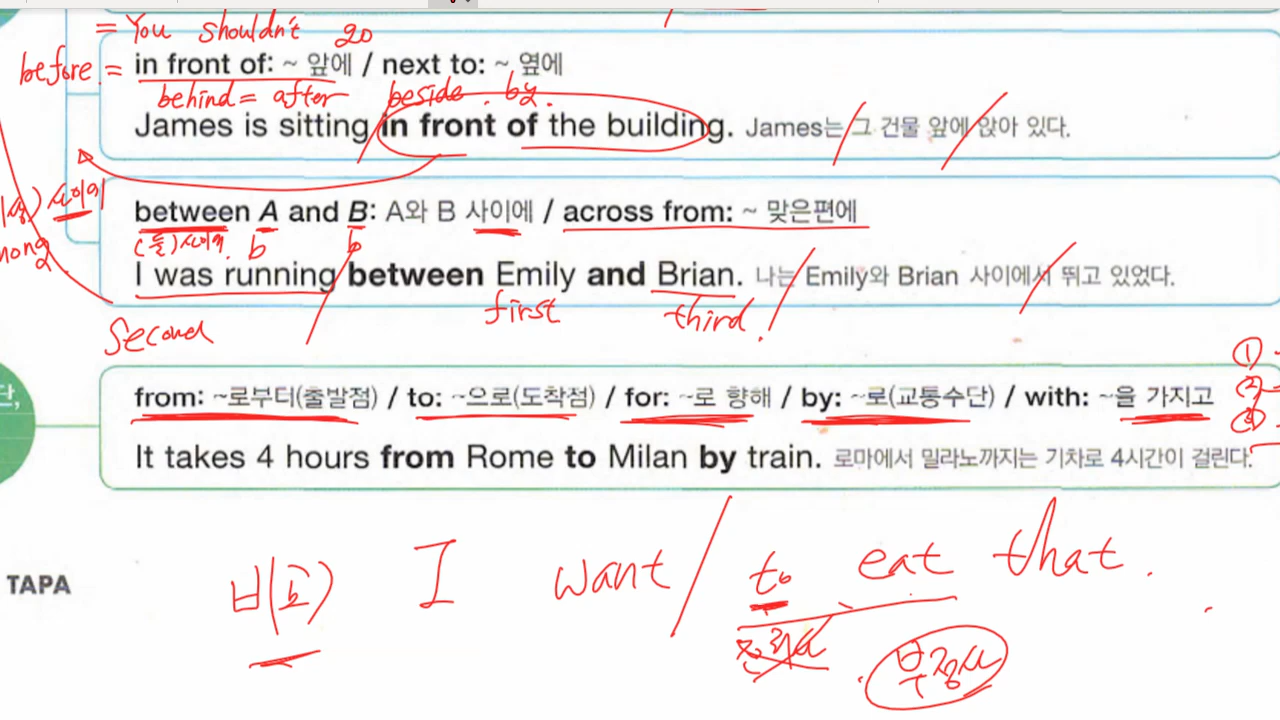 = You shouldn't go
before = in front of: ~ 앞에 / next to: ~ 옆에
behind = after beside. by.
James is sitting in front of the building. James는 그 건물 앞에 앉아 있다.
사이에
between A and B: A와 B 사이에 / across from: ~ 맞은편에
(둘) 사이에. b b
I was running between Emily and Brian. 나는 Emily와 Brian 사이에서 뛰고 있었다.
Second first third.
①
②
from: ~로부터(출발점) / to: ~으로(도착점) / for: ~로 향해 / by: ~로(교통수단) / with: ~을 가지고
It takes 4 hours from Rome to Milan by train. 로마에서 밀라노까지는 기차로 4시간이 걸린다.
비(교) I want / to eat that.
TAPA
전치사 부정사